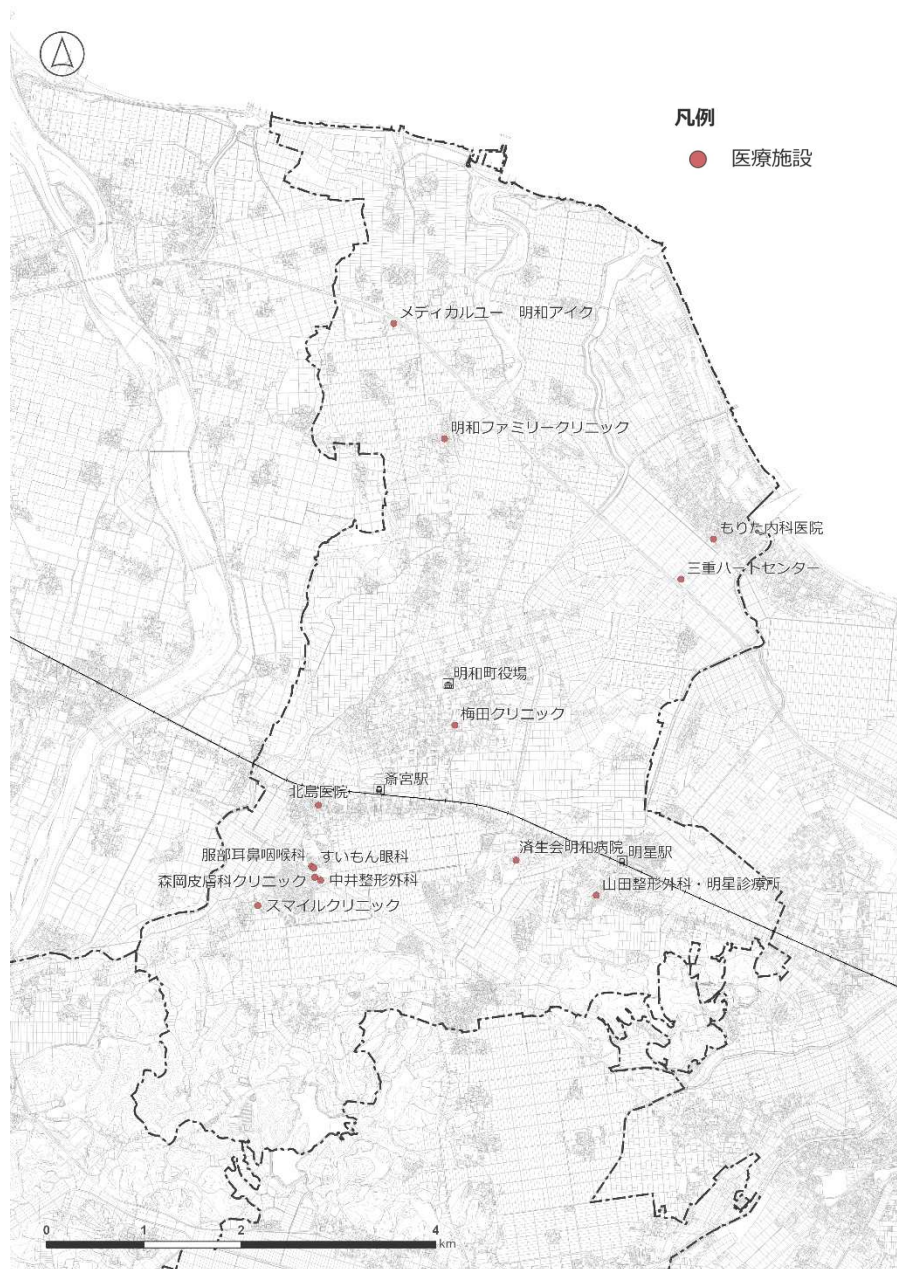 凡例
医療施設
メディカルユー　明和アイク
明和ファミリークリニック
もりた内科医院
三重ハートセンター
明和町役場
梅田クリニック
斎宮駅
北島医院
済生会明和病院
明星駅
服部耳鼻咽喉科
すいもん眼科
森岡皮膚科クリニック
中井整形外科
山田整形外科・明星診療所
スマイルクリニック
0 1 2 4
km